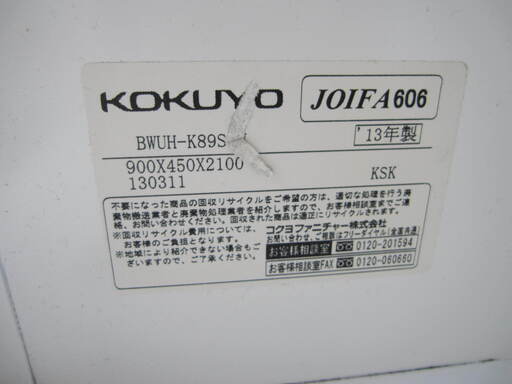 KOKUYO
JOIFA606
BWUH-K89S
'13年製
900X450X2100
130311
KSK
不要になった商品の回収リサイクルをご希望の方は、適切な処理を行う廃
棄物搬送業者と廃棄物処理業者を紹介しますので、お客様相談室へご連
絡、お問い合わせください。回収された商品は適正にリサイクルされます。
※回収リサイクル費用については、
お客様のご負担となります。
※地域により紹介できない場合もご
ざいますので、ご了承ください。
コクヨファニチャー株式会社
お問い合わせ、ご相談はフリーダイヤル(全国共通)
お客様相談室 0120-201594
お客様相談室FAX 0120-060660